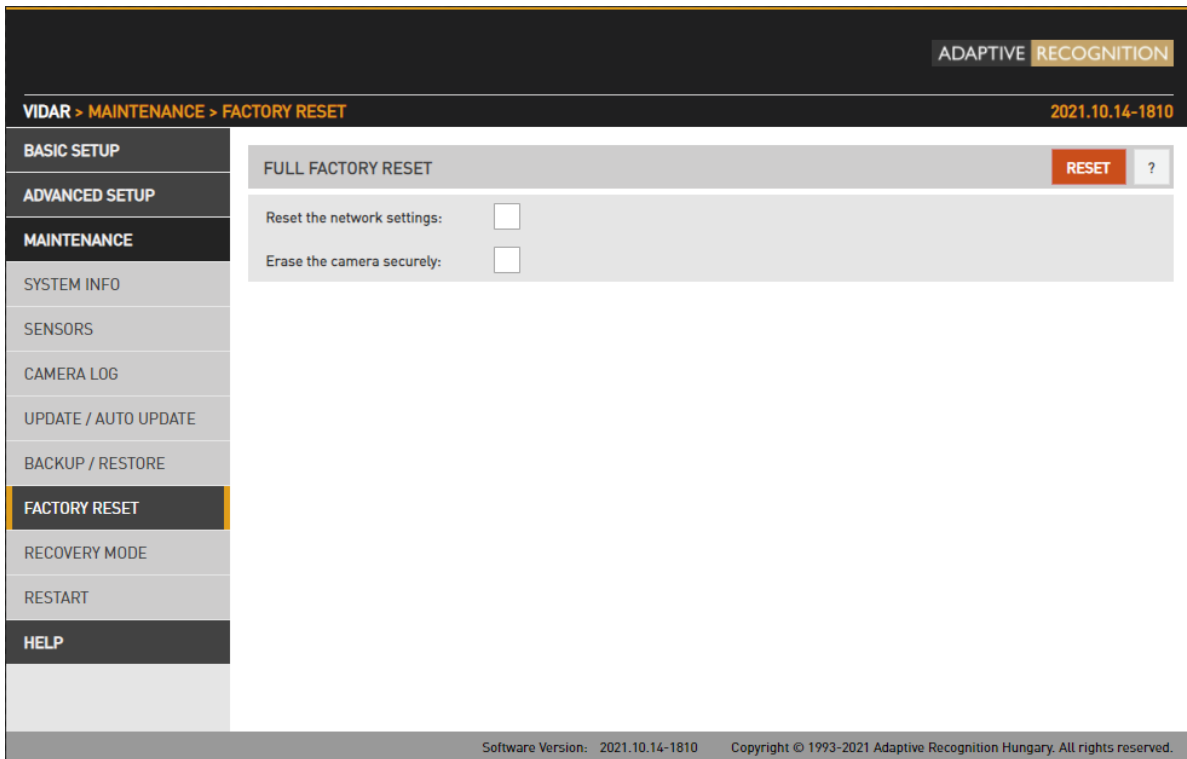 ADAPTIVE RECOGNITION
VIDAR > MAINTENANCE > FACTORY RESET 2021.10.14-1810
BASIC SETUP
ADVANCED SETUP
MAINTENANCE
SYSTEM INFO
SENSORS
CAMERA LOG
UPDATE / AUTO UPDATE
BACKUP / RESTORE
FACTORY RESET
RECOVERY MODE
RESTART
HELP
FULL FACTORY RESET RESET ?
Reset the network settings:
Erase the camera securely:
Software Version: 2021.10.14-1810 Copyright © 1993-2021 Adaptive Recognition Hungary. All rights reserved.